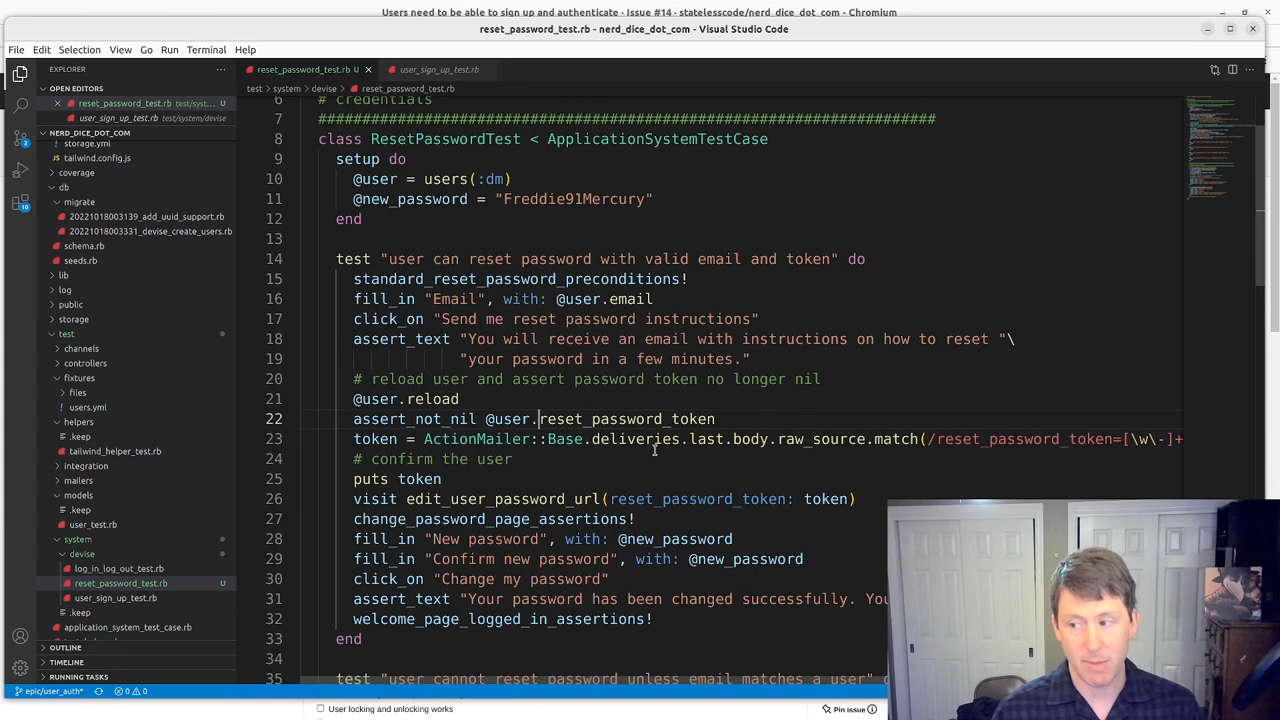 Users need to be able to sign up and authenticate · Issue #14 · statelesscode/nerd_dice_dot_com - Chromium
reset_password_test.rb - nerd_dice_dot_com - Visual Studio Code
File Edit Selection View Go Run Terminal Help
EXPLORER
reset_password_test.rb U
user_sign_up_test.rb
OPEN EDITORS
test > system > devise > reset_password_test.rb
reset_password_test.rb test/syst... U
user_sign_up_test.rb test/system/devise
NERD_DICE_DOT_COM
storage.yml
tailwind.config.js
coverage
db
migrate
20221018003139_add_uuid_support.rb
20221018003331_devise_create_users.rb
schema.rb
seeds.rb
lib
log
public
storage
test
channels
controllers
fixtures
files
users.yml
helpers
.keep
tailwind_helper_test.rb
integration
mailers
models
.keep
user_test.rb
system
devise
log_in_log_out_test.rb
reset_password_test.rb U
user_sign_up_test.rb
.keep
application_system_test_case.rb
OUTLINE
TIMELINE
RUNNING TASKS
2
10
6 # credentials
7 ######################################################################
8 class ResetPasswordTest < ApplicationSystemTestCase
9 setup do
10 @user = users(:dm)
11 @new_password = "Freddie91Mercury"
12 end
13
14 test "user can reset password with valid email and token" do
15 standard_reset_password_preconditions!
16 fill_in "Email", with: @user.email
17 click_on "Send me reset password instructions"
18 assert_text "You will receive an email with instructions on how to reset "\
19 "your password in a few minutes."
20 # reload user and assert password token no longer nil
21 @user.reload
22 assert_not_nil @user.reset_password_token
23 token = ActionMailer::Base.deliveries.last.body.raw_source.match(/reset_password_token=[\w\-]+
24 # confirm the user
25 puts token
26 visit edit_user_password_url(reset_password_token: token)
27 change_password_page_assertions!
28 fill_in "New password", with: @new_password
29 fill_in "Confirm new password", with: @new_password
30 click_on "Change my password"
31 assert_text "Your password has been changed successfully. You
32 welcome_page_logged_in_assertions!
33 end
34
35 test "user cannot reset password unless email matches a user"
epic/user_auth* 0 0
User locking and unlocking works
Pin issue